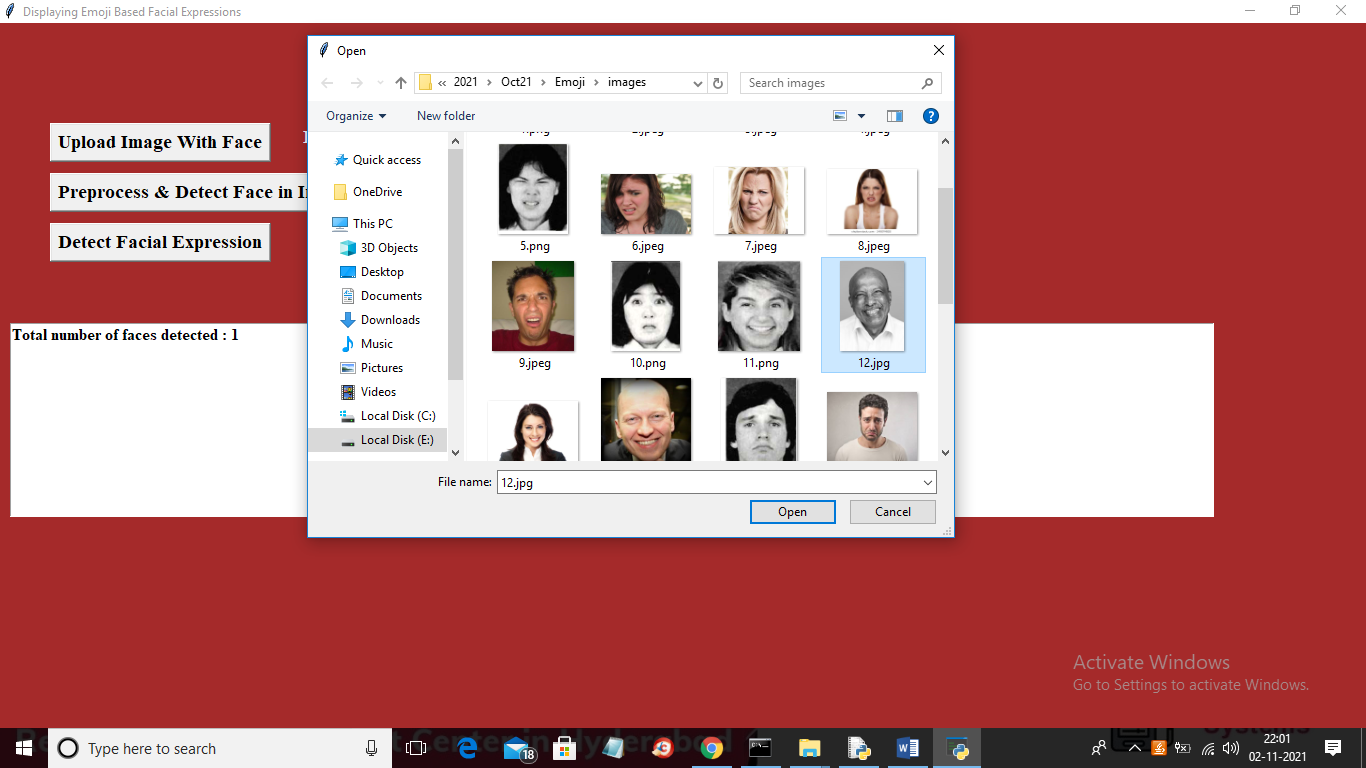 Displaying Emoji Based Facial Expressions
Open
2021 Oct21 Emoji images
Search images
Organize
New folder
Upload Image With Face
Preprocess & Detect Face in
Detect Facial Expression
Total number of faces detected : 1
Quick access
OneDrive
This PC
3D Objects
Desktop
Documents
Downloads
Music
Pictures
Videos
Local Disk (C:)
Local Disk (E:)
5.png
6.jpeg
7.jpeg
8.jpeg
9.jpeg
10.png
11.png
12.jpg
File name: 12.jpg
Open
Cancel
Activate Windows
Go to Settings to activate Windows.
Type here to search
18
22:01
02-11-2021